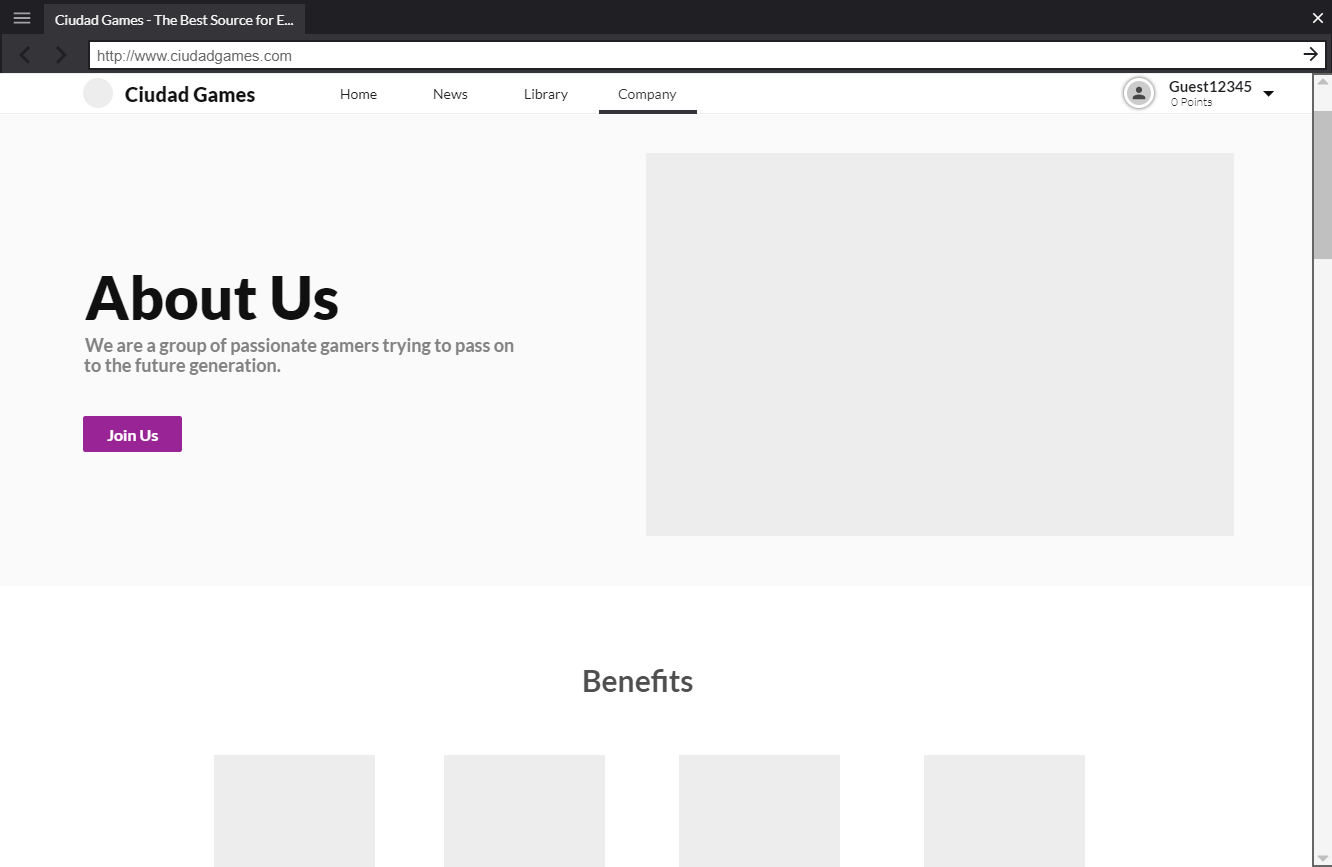 Ciudad Games - The Best Source for E...
http://www.ciudadgames.com
Ciudad Games
Home
News
Library
Company
Guest12345
0 Points
About Us
We are a group of passionate gamers trying to pass on
to the future generation.
Join Us
Benefits